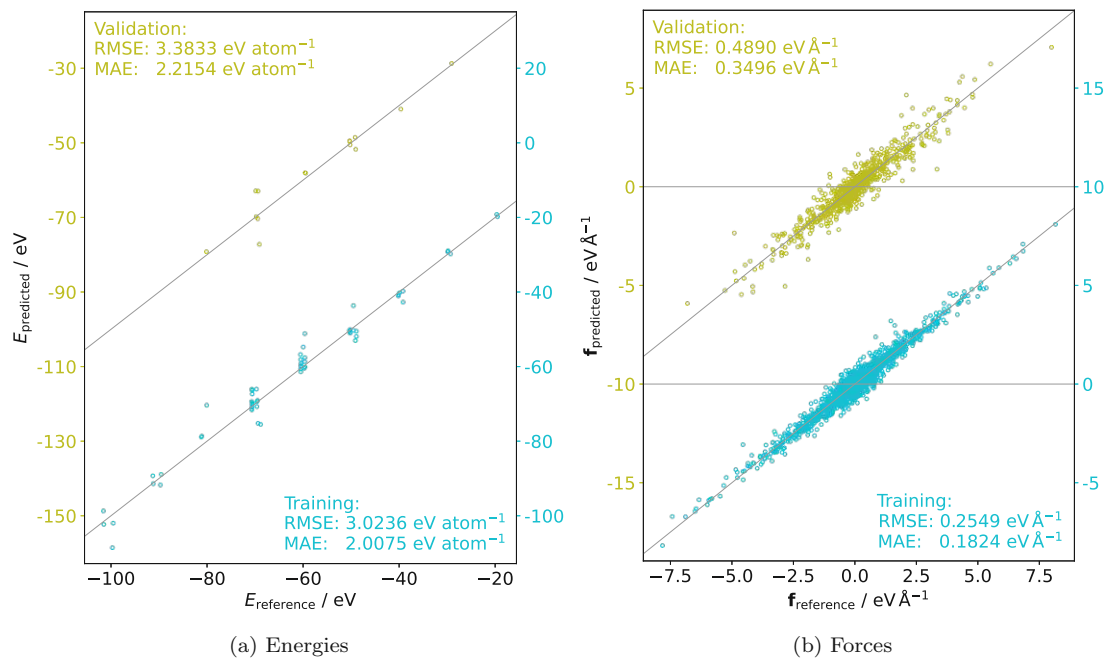 Validation:
RMSE: 3.3833 eV atom⁻¹
MAE: 2.2154 eV atom⁻¹
-30
-50
-70
-90
-110
-130
-150
E_predicted / eV
20
0
-20
-40
-60
-80
-100
Training:
RMSE: 3.0236 eV atom⁻¹
MAE: 2.0075 eV atom⁻¹
−100
−80
−60
−40
−20
E_reference / eV
(a) Energies
Validation:
RMSE: 0.4890 eV Å⁻¹
MAE: 0.3496 eV Å⁻¹
5
0
-5
-10
-15
f_predicted / eV Å⁻¹
15
10
5
0
-5
Training:
RMSE: 0.2549 eV Å⁻¹
MAE: 0.1824 eV Å⁻¹
−7.5
−5.0
−2.5
0.0
2.5
5.0
7.5
f_reference / eV Å⁻¹
(b) Forces